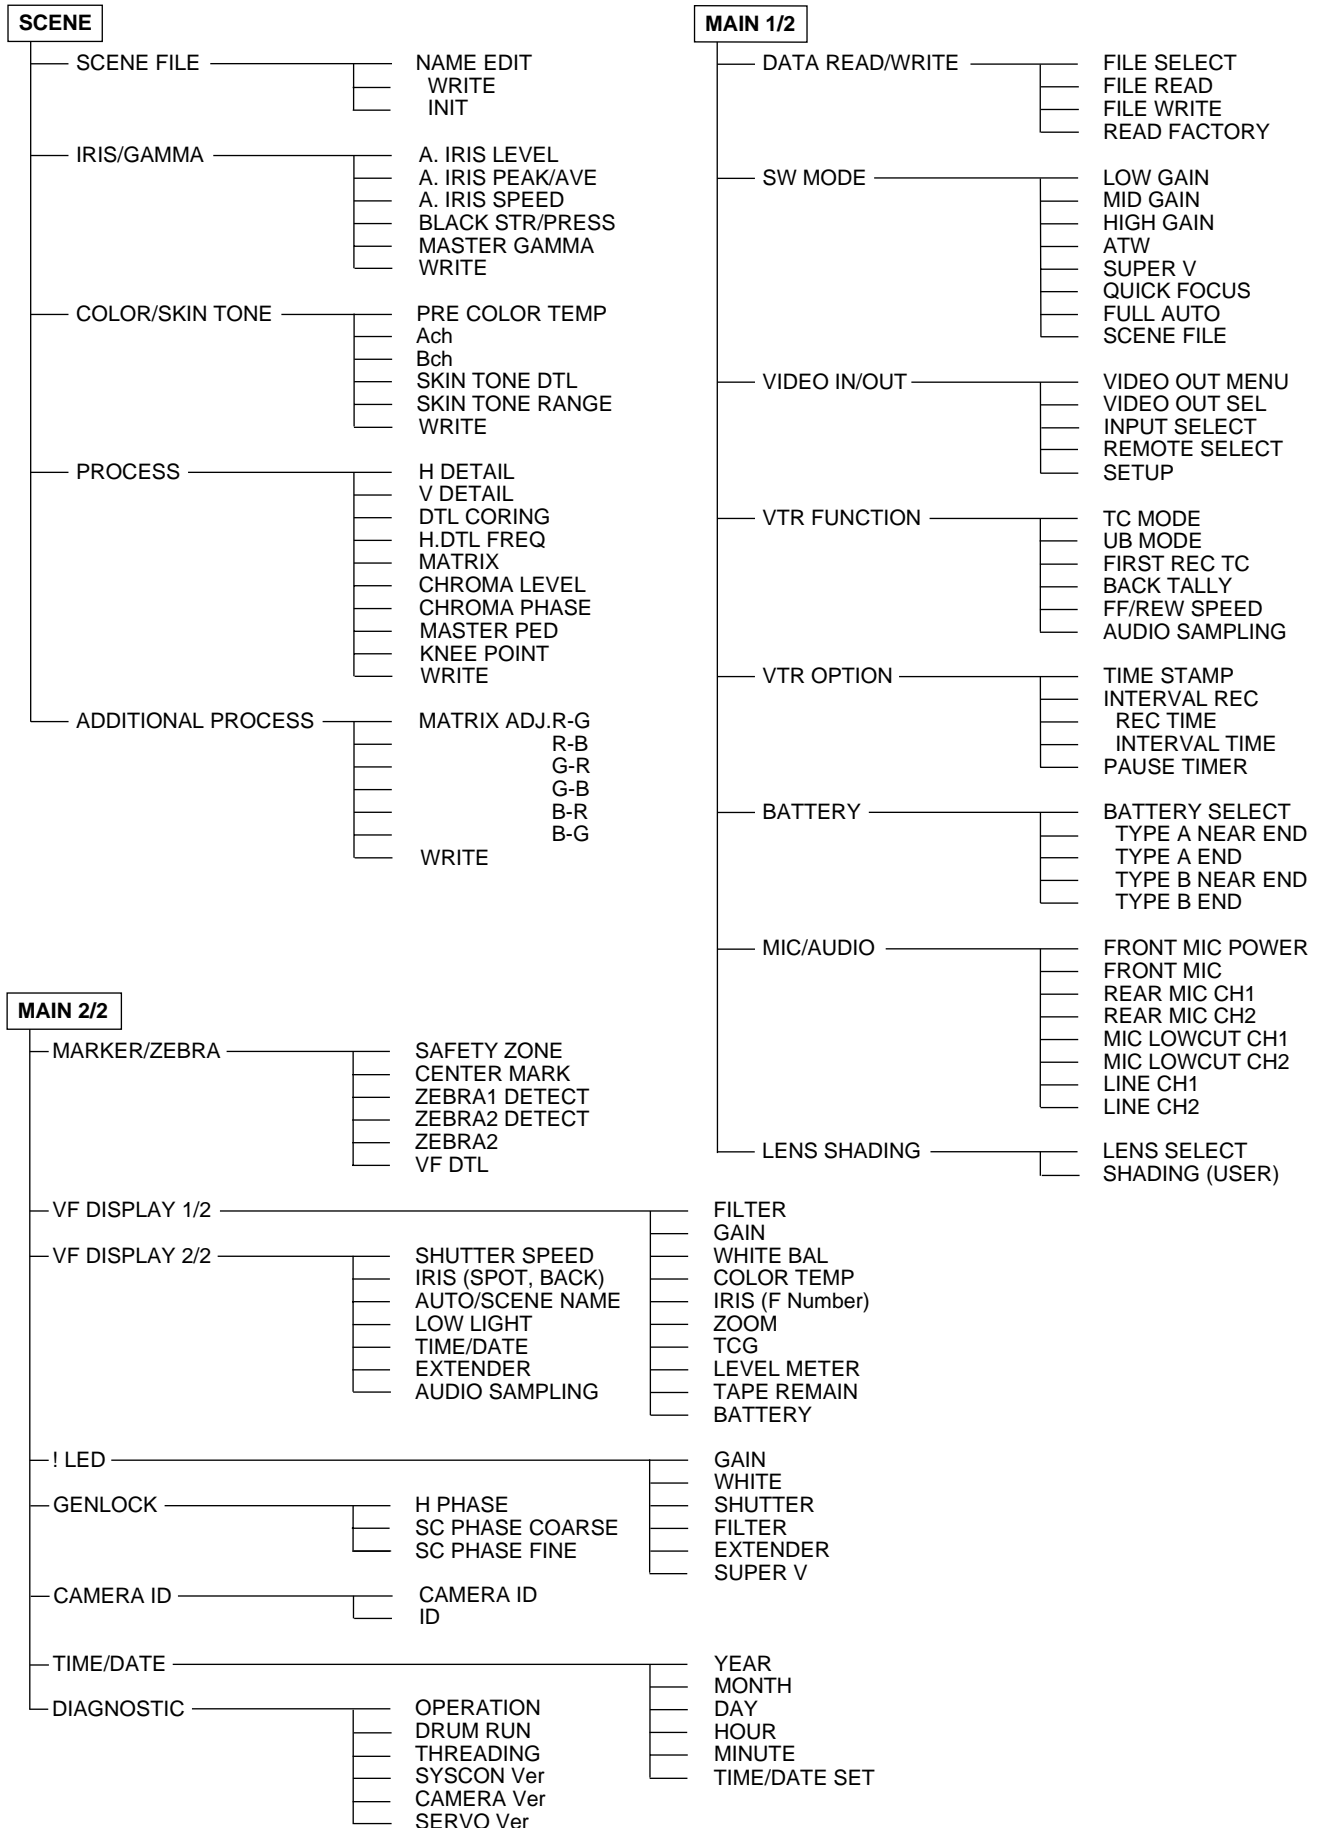 SCENE
SCENE FILE
NAME EDIT
WRITE
INIT
IRIS/GAMMA
A. IRIS LEVEL
A. IRIS PEAK/AVE
A. IRIS SPEED
BLACK STR/PRESS
MASTER GAMMA
WRITE
COLOR/SKIN TONE
PRE COLOR TEMP
Ach
Bch
SKIN TONE DTL
SKIN TONE RANGE
WRITE
PROCESS
H DETAIL
V DETAIL
DTL CORING
H.DTL FREQ
MATRIX
CHROMA LEVEL
CHROMA PHASE
MASTER PED
KNEE POINT
WRITE
ADDITIONAL PROCESS
MATRIX ADJ.R-G
R-B
G-R
G-B
B-R
B-G
WRITE
MAIN 1/2
DATA READ/WRITE
FILE SELECT
FILE READ
FILE WRITE
READ FACTORY
SW MODE
LOW GAIN
MID GAIN
HIGH GAIN
ATW
SUPER V
QUICK FOCUS
FULL AUTO
SCENE FILE
VIDEO IN/OUT
VIDEO OUT MENU
VIDEO OUT SEL
INPUT SELECT
REMOTE SELECT
SETUP
VTR FUNCTION
TC MODE
UB MODE
FIRST REC TC
BACK TALLY
FF/REW SPEED
AUDIO SAMPLING
VTR OPTION
TIME STAMP
INTERVAL REC
REC TIME
INTERVAL TIME
PAUSE TIMER
BATTERY
BATTERY SELECT
TYPE A NEAR END
TYPE A END
TYPE B NEAR END
TYPE B END
MIC/AUDIO
FRONT MIC POWER
FRONT MIC
REAR MIC CH1
REAR MIC CH2
MIC LOWCUT CH1
MIC LOWCUT CH2
LINE CH1
LINE CH2
LENS SHADING
LENS SELECT
SHADING (USER)
MAIN 2/2
MARKER/ZEBRA
SAFETY ZONE
CENTER MARK
ZEBRA1 DETECT
ZEBRA2 DETECT
ZEBRA2
VF DTL
VF DISPLAY 1/2
FILTER
GAIN
WHITE BAL
COLOR TEMP
IRIS (F Number)
ZOOM
TCG
LEVEL METER
TAPE REMAIN
BATTERY
VF DISPLAY 2/2
SHUTTER SPEED
IRIS (SPOT, BACK)
AUTO/SCENE NAME
LOW LIGHT
TIME/DATE
EXTENDER
AUDIO SAMPLING
! LED
GAIN
WHITE
SHUTTER
FILTER
EXTENDER
SUPER V
GENLOCK
H PHASE
SC PHASE COARSE
SC PHASE FINE
CAMERA ID
CAMERA ID
ID
TIME/DATE
YEAR
MONTH
DAY
HOUR
MINUTE
TIME/DATE SET
DIAGNOSTIC
OPERATION
DRUM RUN
THREADING
SYSCON Ver
CAMERA Ver
SERVO Ver